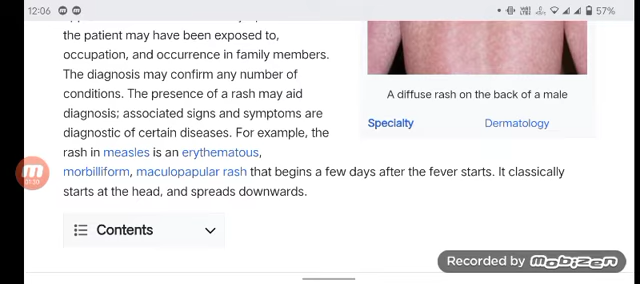 12:06
57%
the patient may have been exposed to,
occupation, and occurrence in family members.
The diagnosis may confirm any number of
conditions. The presence of a rash may aid
diagnosis; associated signs and symptoms are
diagnostic of certain diseases. For example, the
rash in measles is an erythematous,
morbilliform, maculopapular rash that begins a few days after the fever starts. It classically
starts at the head, and spreads downwards.
A diffuse rash on the back of a male
Specialty Dermatology
01:50
Contents
Recorded by mobizen